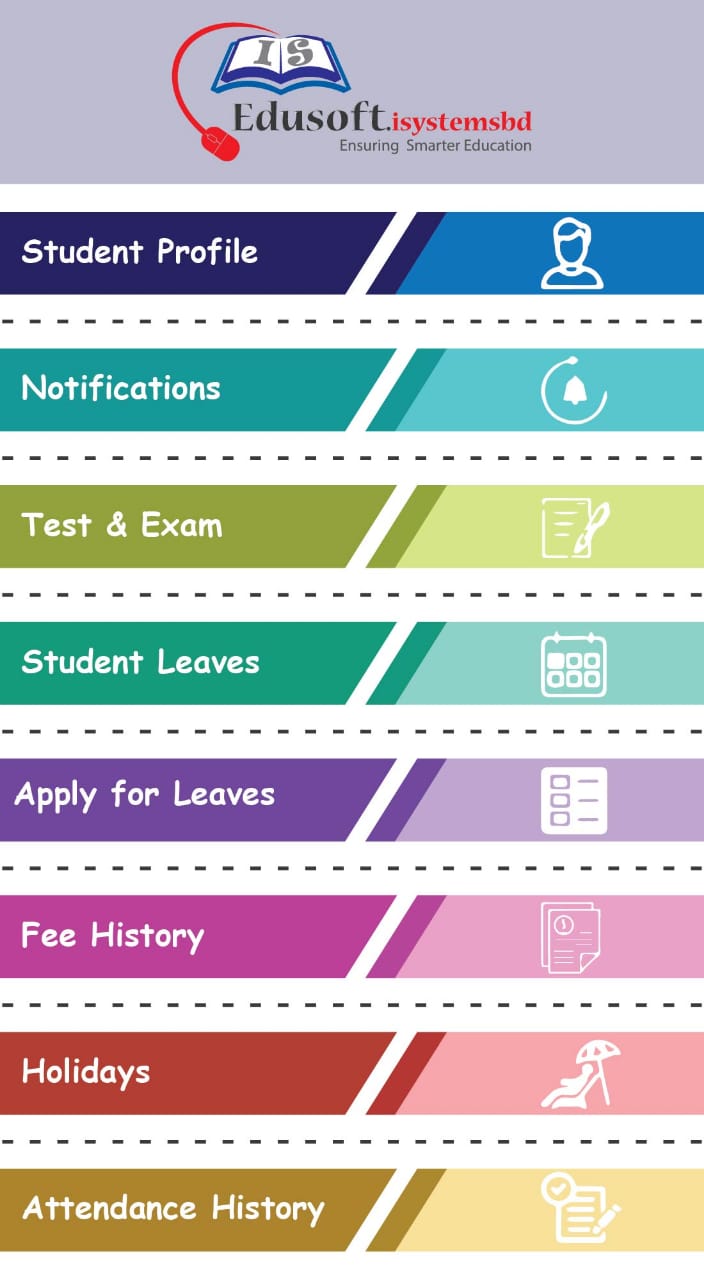 IS
Edusoft.isystemsbd
Ensuring Smarter Education
Student Profile
Notifications
Test & Exam
Student Leaves
Apply for Leaves
Fee History
Holidays
Attendance History